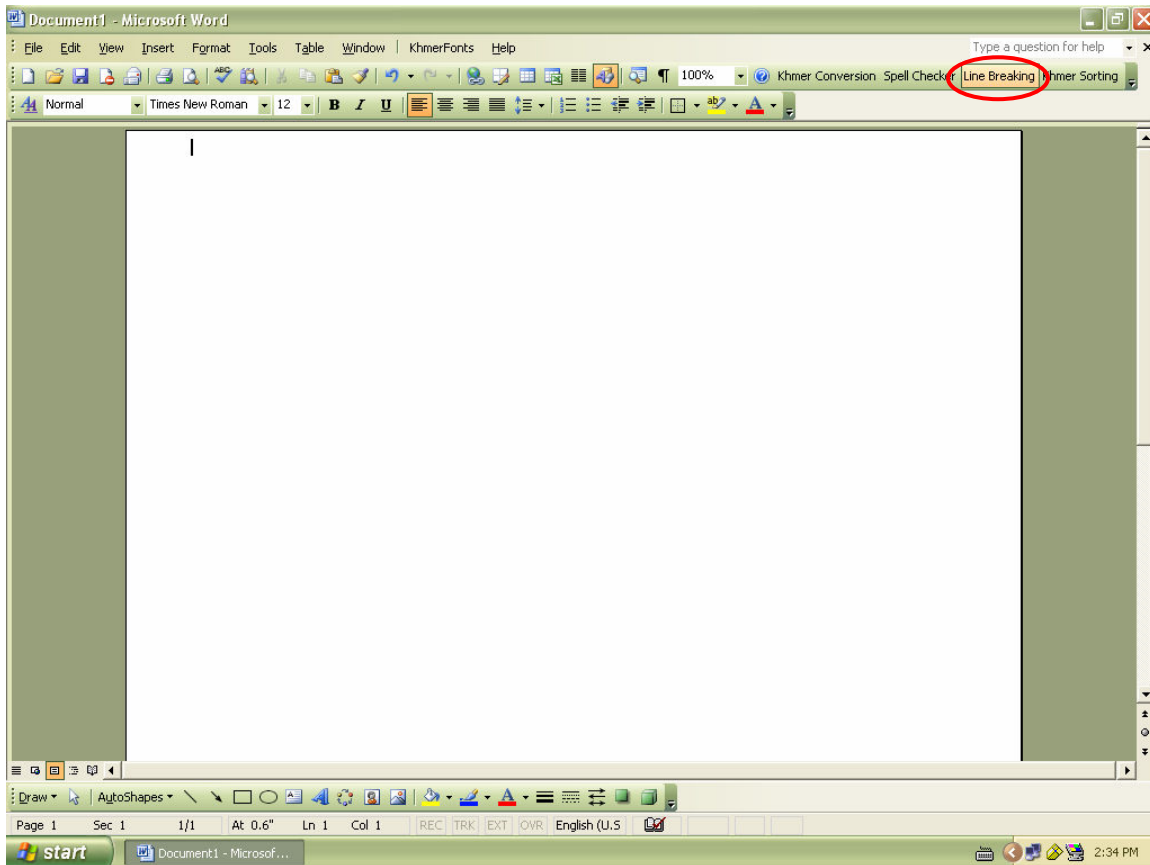 Document1 - Microsoft Word
File Edit View Insert Format Tools Table Window KhmerFonts Help Type a question for help
100% Khmer Conversion Spell Checker Line Breaking Khmer Sorting
Normal Times New Roman 12 B I U
Draw AutoShapes
Page 1 Sec 1 1/1 At 0.6" Ln 1 Col 1 REC TRK EXT OVR English (U.S
start Document1 - Microsof... 2:34 PM